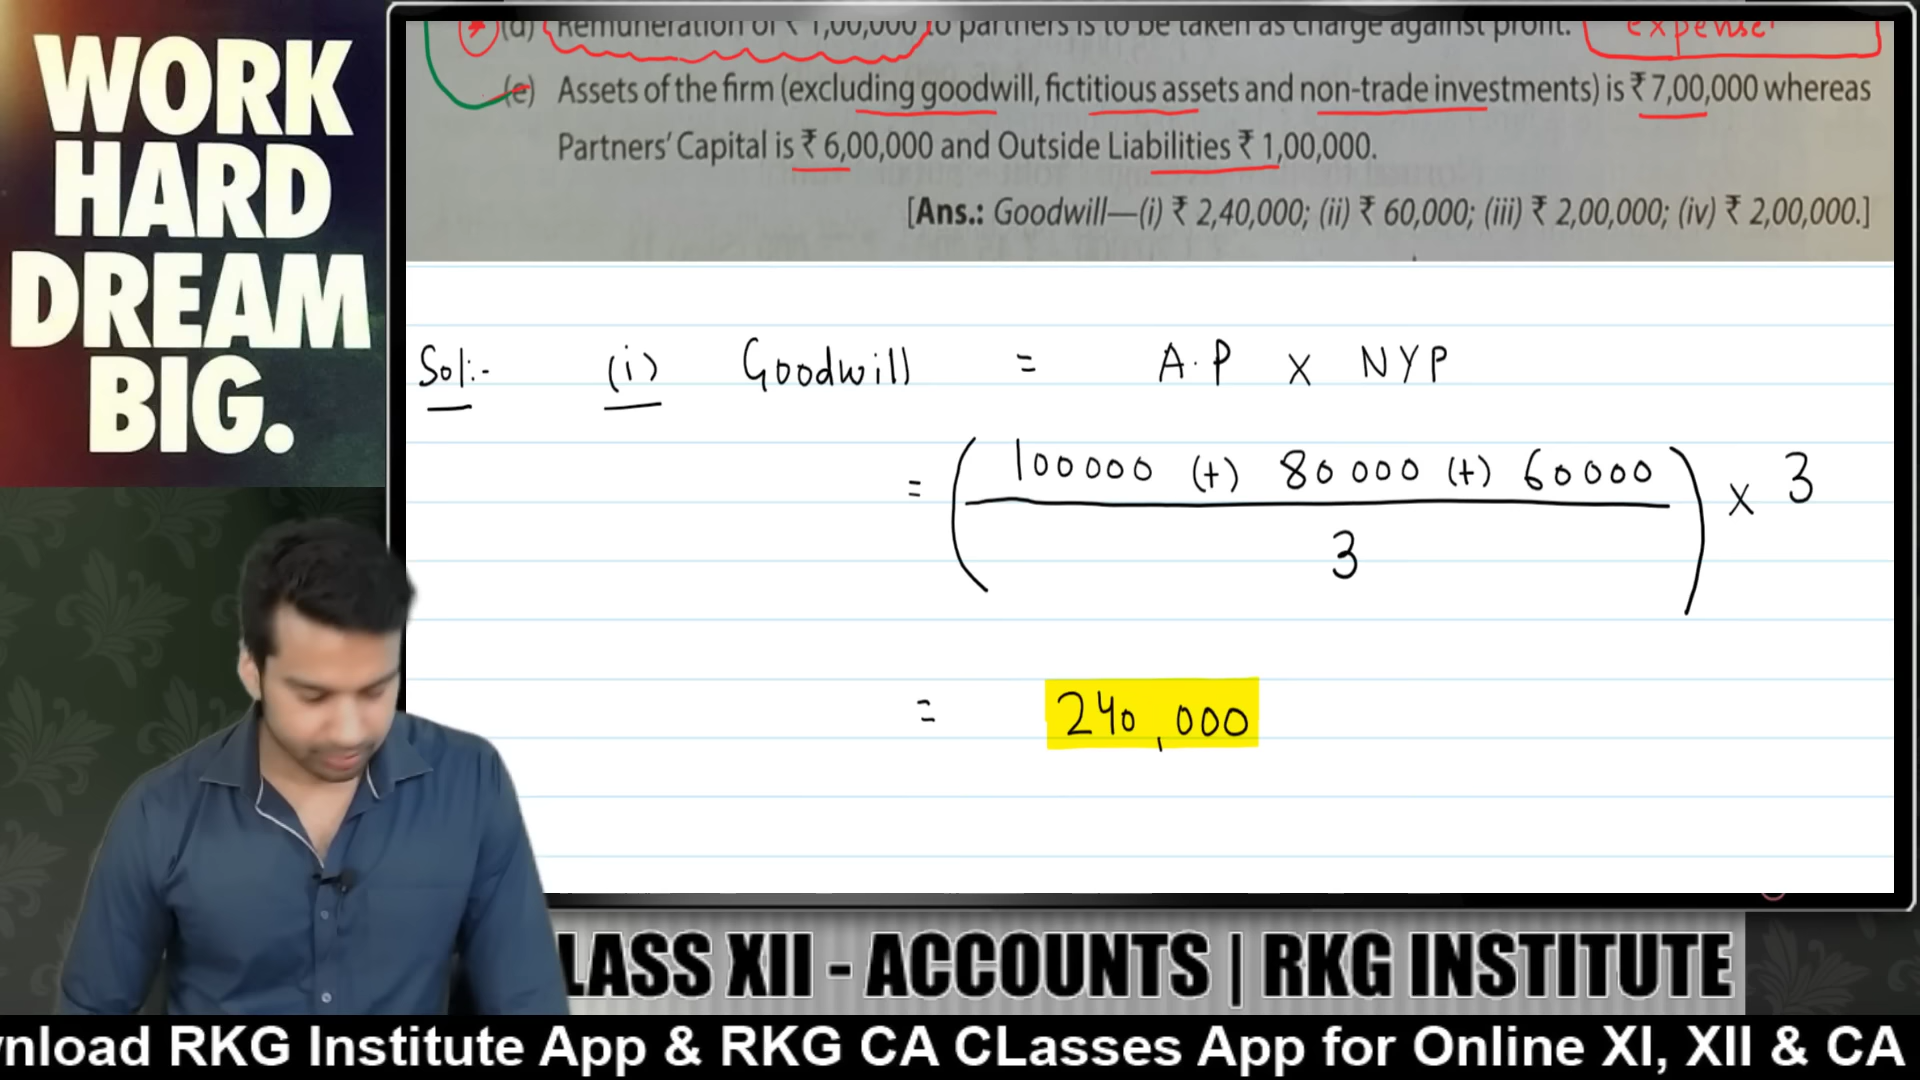 WORK
HARD
DREAM
BIG.
(d) Remuneration of ₹ 1,00,000 to partners is to be taken as charge against profit. expense.
(e) Assets of the firm (excluding goodwill, fictitious assets and non-trade investments) is ₹ 7,00,000 whereas
Partners' Capital is ₹ 6,00,000 and Outside Liabilities ₹ 1,00,000.
[Ans.: Goodwill—(i) ₹ 2,40,000; (ii) ₹ 60,000; (iii) ₹ 2,00,000; (iv) ₹ 2,00,000.]
Sol:- (i) Goodwill = A.P x NYP
= ( 100000 (+) 80000 (+) 60000
3 ) x 3
= 240,000
LASS XII - ACCOUNTS | RKG INSTITUTE
nload RKG Institute App & RKG CA CLasses App for Online XI, XII & CA